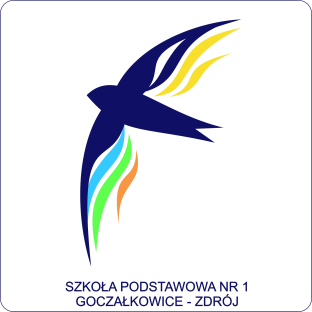 SZKOŁA PODSTAWOWA NR 1
GOCZAŁKOWICE - ZDRÓJ